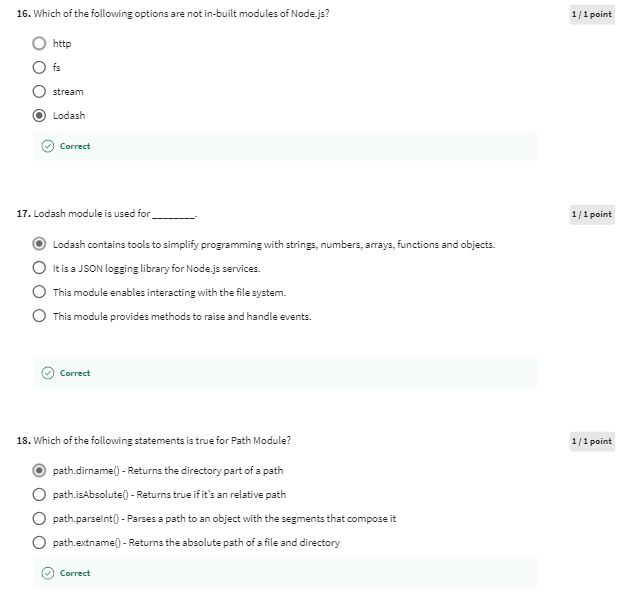 16. Which of the following options are not in-built modules of Node.js?
1 / 1 point
http
fs
stream
Lodash
Correct
17. Lodash module is used for ________.
1 / 1 point
Lodash contains tools to simplify programming with strings, numbers, arrays, functions and objects.
It is a JSON logging library for Node.js services.
This module enables interacting with the file system.
This module provides methods to raise and handle events.
Correct
18. Which of the following statements is true for Path Module?
1 / 1 point
path.dirname() - Returns the directory part of a path
path.isAbsolute() - Returns true if it's an relative path
path.parseInt() - Parses a path to an object with the segments that compose it
path.extname() - Returns the absolute path of a file and directory
Correct